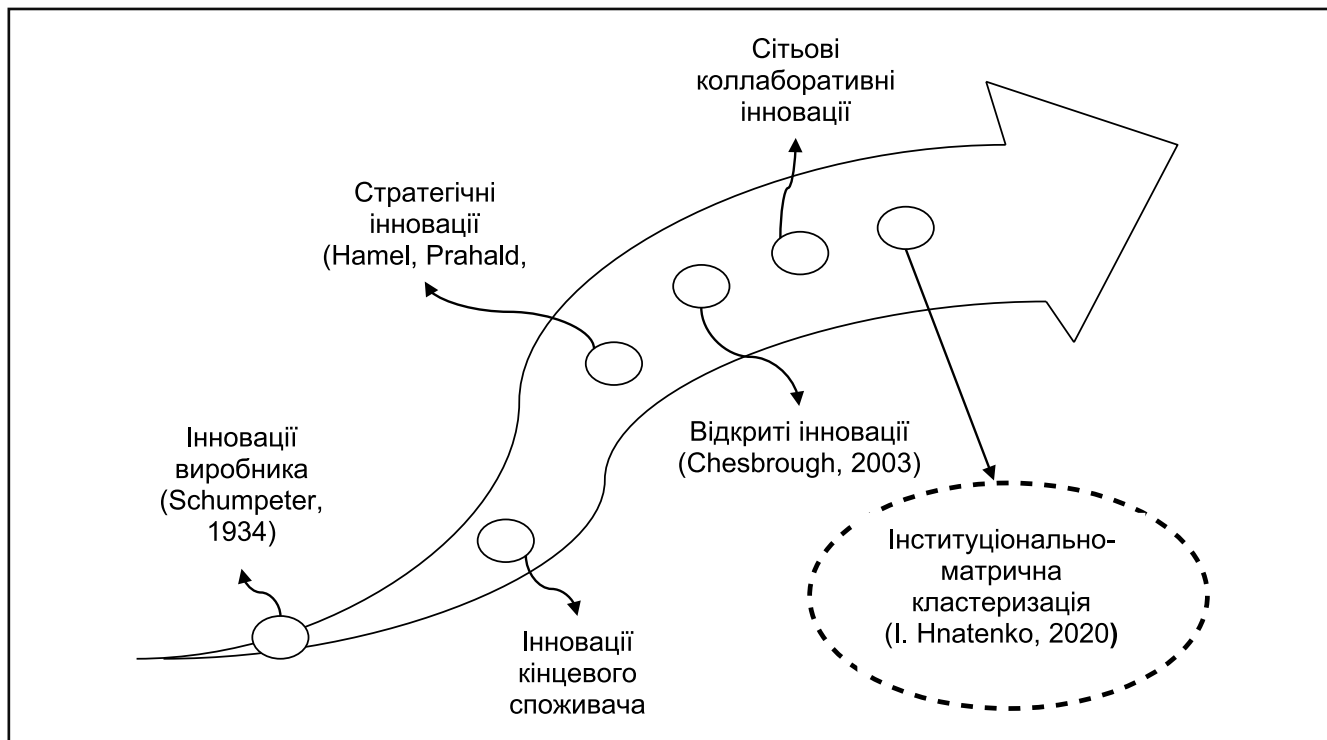 Сітьові
коллаборативні
інновації
Стратегічні
інновації
(Hamel, Prahald,
Відкриті інновації
(Chesbrough, 2003)
Інновації
виробника
(Schumpeter,
1934)
Інституціонально-
матрична
кластеризація
(I. Hnatenko, 2020)
Інновації
кінцевого
споживача